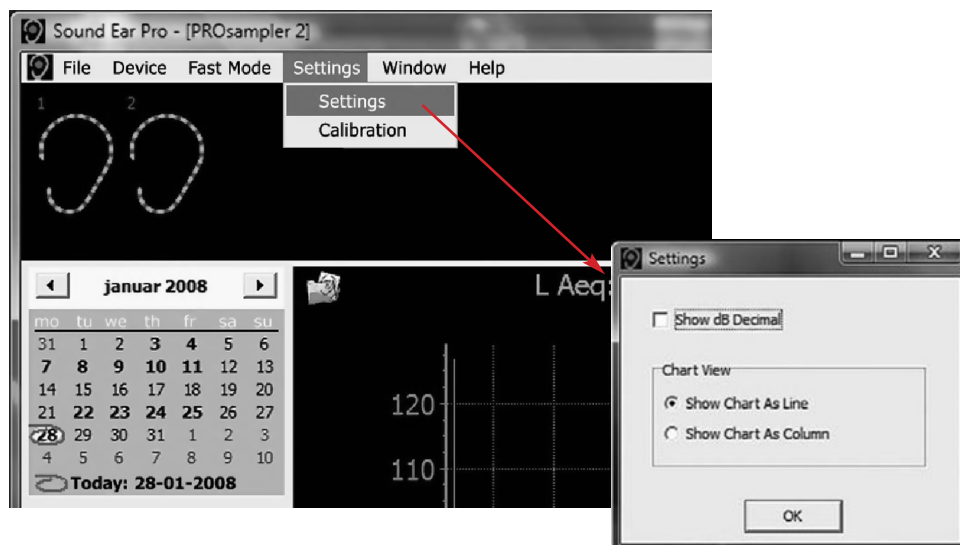 Sound Ear Pro - [PROsampler 2]
File Device Fast Mode Settings Window Help
Settings
Calibration
1 2
januar 2008
mo tu we th fr sa su
31 1 2 3 4 5 6
7 8 9 10 11 12 13
14 15 16 17 18 19 20
21 22 23 24 25 26 27
28 29 30 31 1 2 3
4 5 6 7 8 9 10
Today: 28-01-2008
L Aeq:
120
110
Settings
Show dB Decimal
Chart View
Show Chart As Line
Show Chart As Column
OK